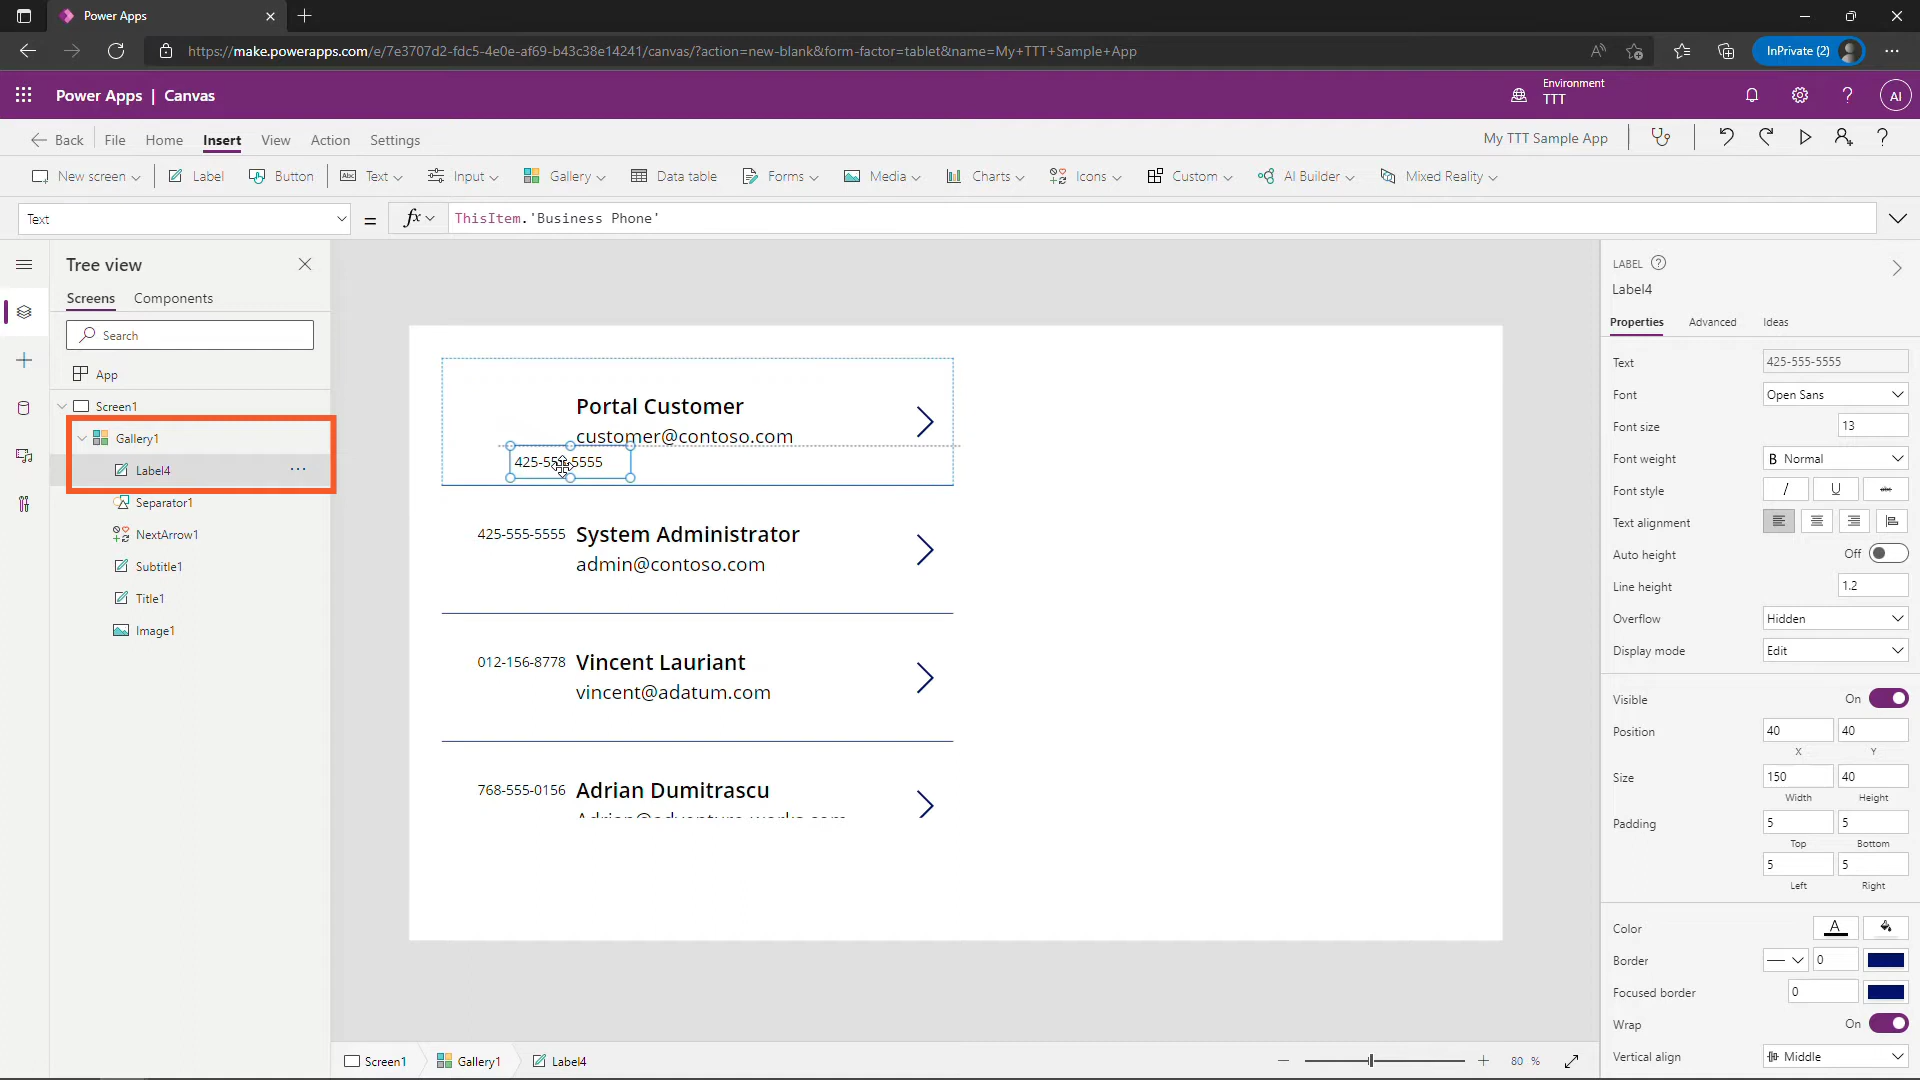 Power Apps
https://make.powerapps.com/e/7e3707d2-fdc5-4e0e-af69-b43c38e14241/canvas/?action=new-blank&form-factor=tablet&name=My+TTT+Sample+App
InPrivate (2)
Power Apps | Canvas
Environment
TTT
AI
Back File Home Insert View Action Settings
My TTT Sample App
New screen Label Button Text Input Gallery Data table Forms Media Charts Icons Custom AI Builder Mixed Reality
Text = fx ThisItem.'Business Phone'
Tree view
Screens Components
Search
App
Screen1
Gallery1
Label4
Separator1
NextArrow1
Subtitle1
Title1
Image1
Portal Customer
customer@contoso.com
425-555-5555
425-555-5555 System Administrator
admin@contoso.com
012-156-8778 Vincent Lauriant
vincent@adatum.com
768-555-0156 Adrian Dumitrascu
LABEL
Label4
Properties Advanced Ideas
Text 425-555-5555
Font Open Sans
Font size 13
Font weight B Normal
Font style / U abc
Text alignment
Auto height Off
Line height 1.2
Overflow Hidden
Display mode Edit
Visible On
Position 40 40
X Y
Size 150 40
Width Height
Padding 5 5
Top Bottom
5 5
Left Right
Color A
Border 0
Focused border 0
Wrap On
Vertical align Middle
Screen1 Gallery1 Label4
80 %